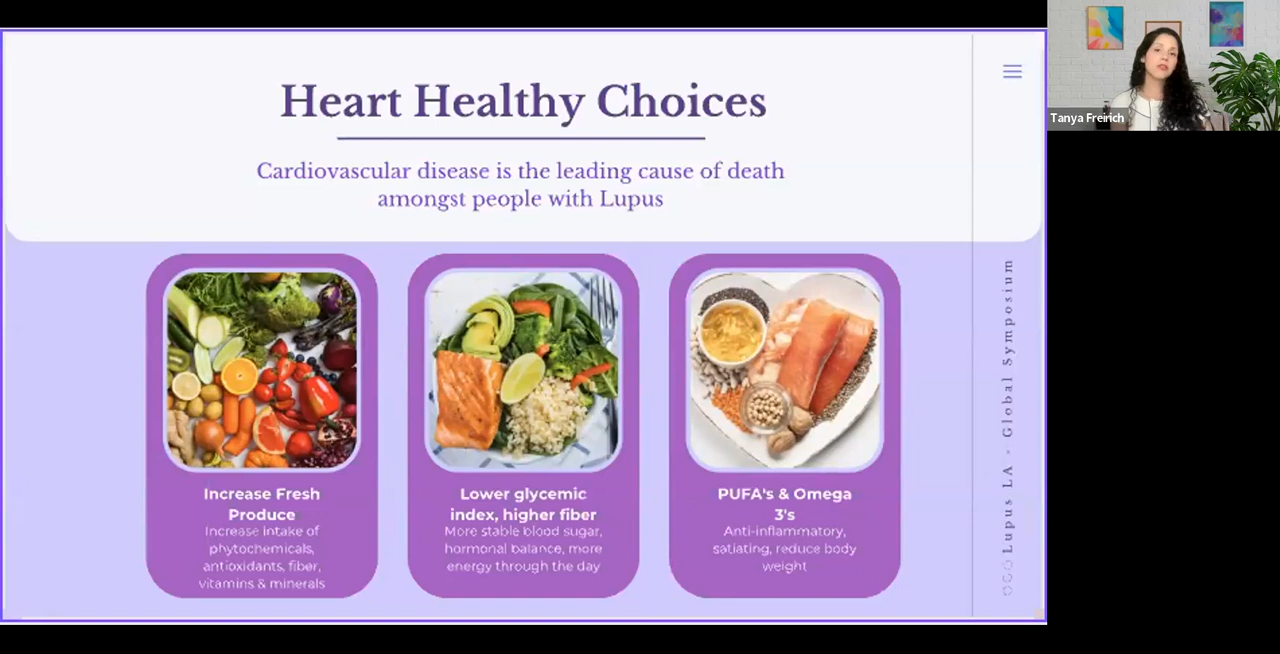 Heart Healthy Choices
Cardiovascular disease is the leading cause of death
amongst people with Lupus
Increase Fresh
Produce
Increase intake of
phytochemicals,
antioxidants, fiber,
vitamins & minerals
Lower glycemic
index, higher fiber
More stable blood sugar,
hormonal balance, more
energy through the day
PUFA's & Omega
3's
Anti-inflammatory,
satiating, reduce body
weight
Lupus LA - Global Symposium
Tanya Freirich